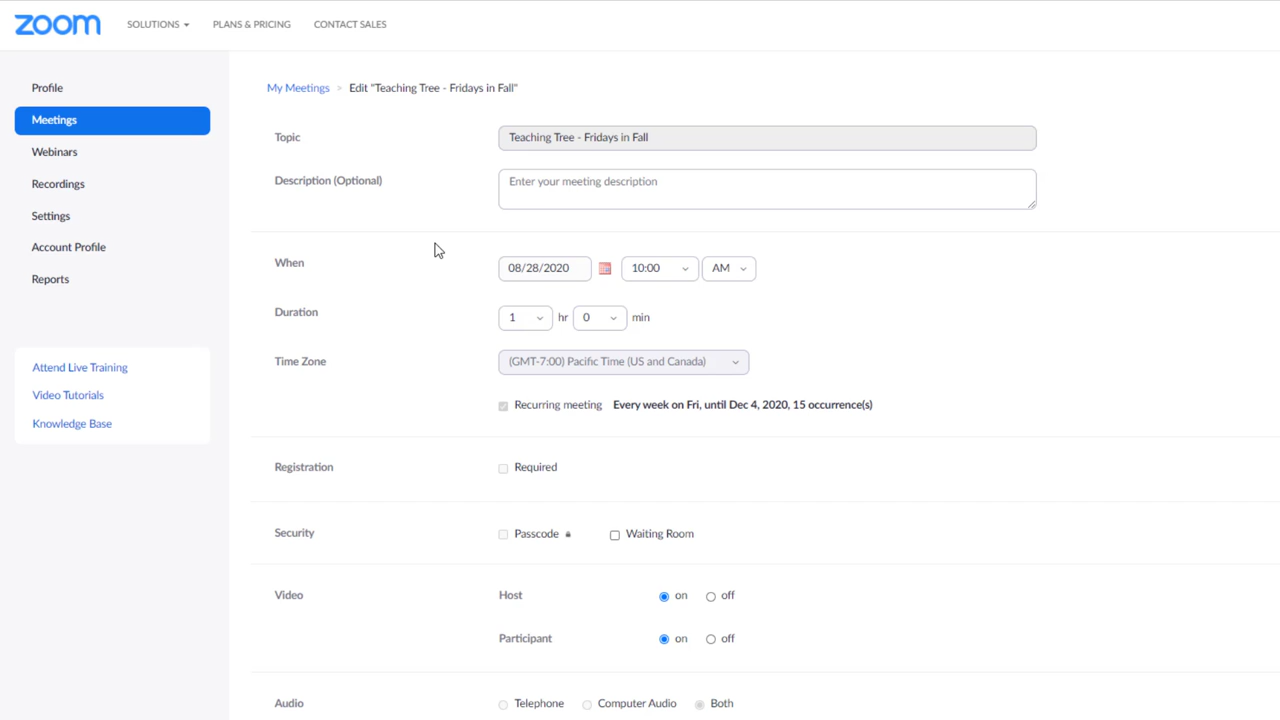 zoom SOLUTIONS PLANS & PRICING CONTACT SALES
Profile
Meetings
Webinars
Recordings
Settings
Account Profile
Reports
Attend Live Training
Video Tutorials
Knowledge Base
My Meetings > Edit "Teaching Tree - Fridays in Fall"
Topic Teaching Tree - Fridays in Fall
Description (Optional) Enter your meeting description
When 08/28/2020 10:00 AM
Duration 1 hr 0 min
Time Zone (GMT-7:00) Pacific Time (US and Canada)
Recurring meeting Every week on Fri, until Dec 4, 2020, 15 occurrence(s)
Registration Required
Security Passcode Waiting Room
Video Host on off
Participant on off
Audio Telephone Computer Audio Both